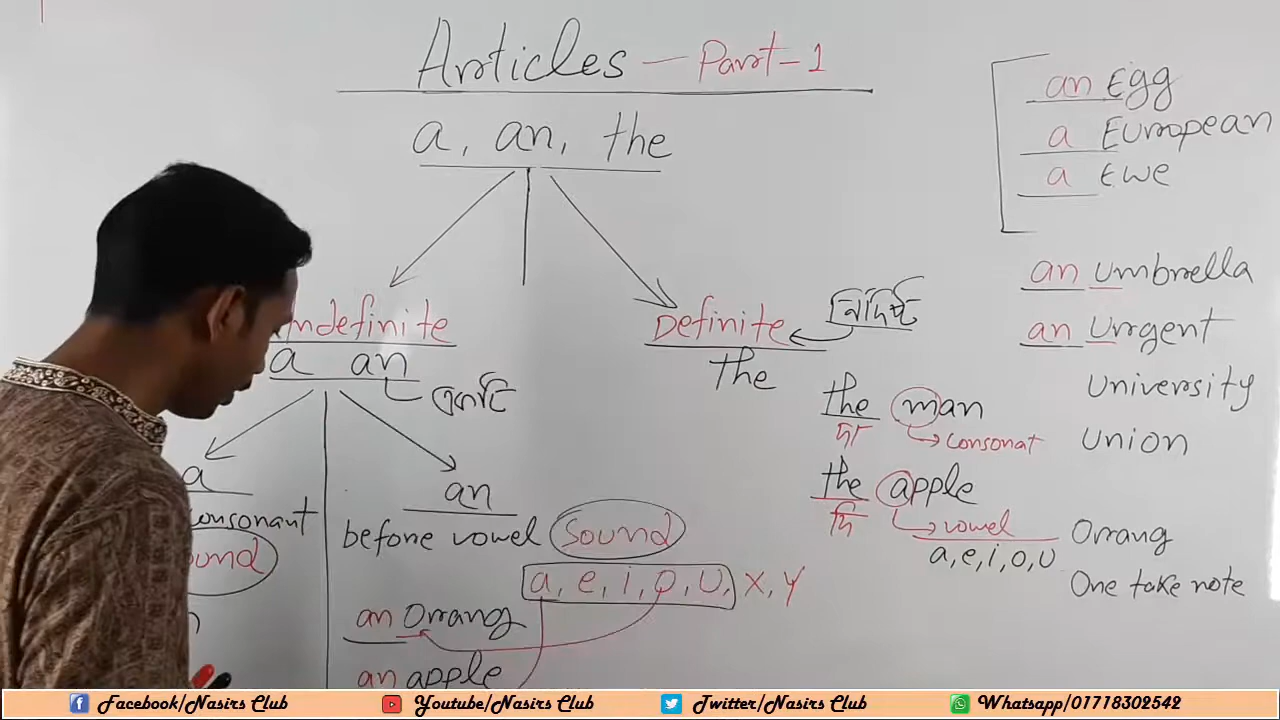 Articles - Part-1
a, an, the
Indefinite
a an
একটি
a
consonant
sound
an
before vowel Sound
a, e, i, o, U, X, Y
an Orrang
an apple
Definite
নির্দিষ্ট
the
the man
দ্যা
consonat
the apple
দি
vowel
a, e, i, o, U
an Egg
a European
a Ewe
an Umbrella
an Urgent
University
Union
Orrang
One take note
Facebook/Nasirs Club
Youtube/Nasirs Club
Twitter/Nasirs Club
Whatsapp/01778302542